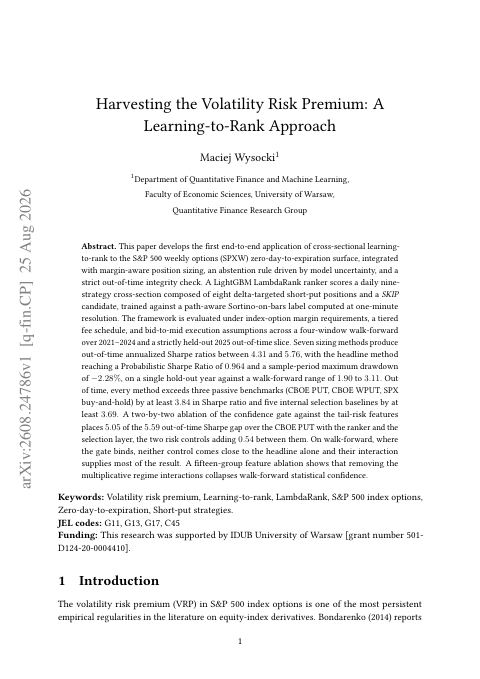 arXiv:2608.24786v1 [q-fin.CP] 25 Aug 2026
Harvesting the Volatility Risk Premium: A
Learning-to-Rank Approach
Maciej Wysocki1
1Department of Quantitative Finance and Machine Learning,
Faculty of Economic Sciences, University of Warsaw,
Quantitative Finance Research Group
Abstract. This paper develops the first end-to-end application of cross-sectional learning-
to-rank to the S&P 500 weekly options (SPXW) zero-day-to-expiration surface, integrated
with margin-aware position sizing, an abstention rule driven by model uncertainty, and a
strict out-of-time integrity check. A LightGBM LambdaRank ranker scores a daily nine-
strategy cross-section composed of eight delta-targeted short-put positions and a SKIP
candidate, trained against a path-aware Sortino-on-bars label computed at one-minute
resolution. The framework is evaluated under index-option margin requirements, a tiered
fee schedule, and bid-to-mid execution assumptions across a four-window walk-forward
over 2021–2024 and a strictly held-out 2025 out-of-time slice. Seven sizing methods produce
out-of-time annualized Sharpe ratios between 4.31 and 5.76, with the headline method
reaching a Probabilistic Sharpe Ratio of 0.964 and a sample-period maximum drawdown
of −2.28%, on a single hold-out year against a walk-forward range of 1.90 to 3.11. Out
of time, every method exceeds three passive benchmarks (CBOE PUT, CBOE WPUT, SPX
buy-and-hold) by at least 3.84 in Sharpe ratio and five internal selection baselines by at
least 3.69. A two-by-two ablation of the confidence gate against the tail-risk features
places 5.05 of the 5.59 out-of-time Sharpe gap over the CBOE PUT with the ranker and the
selection layer, the two risk controls adding 0.54 between them. On walk-forward, where
the gate binds, neither control comes close to the headline alone and their interaction
supplies most of the result. A fifteen-group feature ablation shows that removing the
multiplicative regime interactions collapses walk-forward statistical confidence.
Keywords: Volatility risk premium, Learning-to-rank, LambdaRank, S&P 500 index options,
Zero-day-to-expiration, Short-put strategies.
JEL codes: G11, G13, G17, C45
Funding: This research was supported by IDUB University of Warsaw [grant number 501-
D124-20-0004410].
1 Introduction
The volatility risk premium (VRP) in S&P 500 index options is one of the most persistent
empirical regularities in the literature on equity-index derivatives. Bondarenko (2014) reports
1